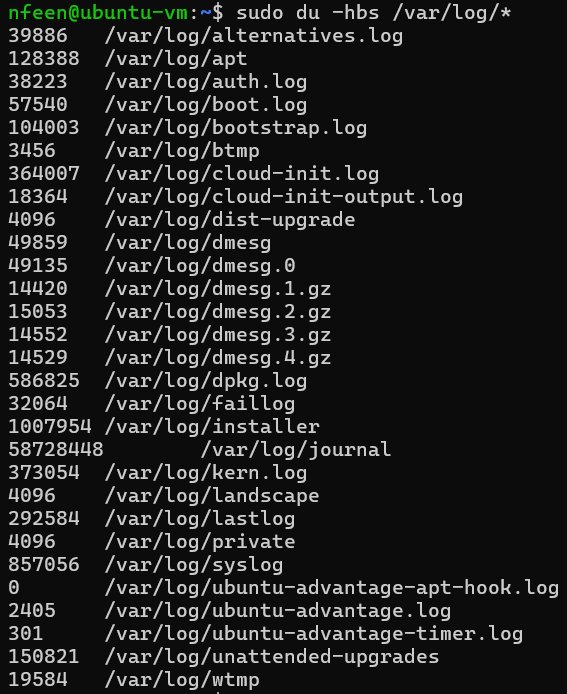 nfeen@ubuntu-vm:~$ sudo du -hbs /var/log/*
39886 /var/log/alternatives.log
128388 /var/log/apt
38223 /var/log/auth.log
57540 /var/log/boot.log
104003 /var/log/bootstrap.log
3456 /var/log/btmp
364007 /var/log/cloud-init.log
18364 /var/log/cloud-init-output.log
4096 /var/log/dist-upgrade
49859 /var/log/dmesg
49135 /var/log/dmesg.0
14420 /var/log/dmesg.1.gz
15053 /var/log/dmesg.2.gz
14552 /var/log/dmesg.3.gz
14529 /var/log/dmesg.4.gz
586825 /var/log/dpkg.log
32064 /var/log/faillog
1007954 /var/log/installer
58728448 /var/log/journal
373054 /var/log/kern.log
4096 /var/log/landscape
292584 /var/log/lastlog
4096 /var/log/private
857056 /var/log/syslog
0 /var/log/ubuntu-advantage-apt-hook.log
2405 /var/log/ubuntu-advantage.log
301 /var/log/ubuntu-advantage-timer.log
150821 /var/log/unattended-upgrades
19584 /var/log/wtmp